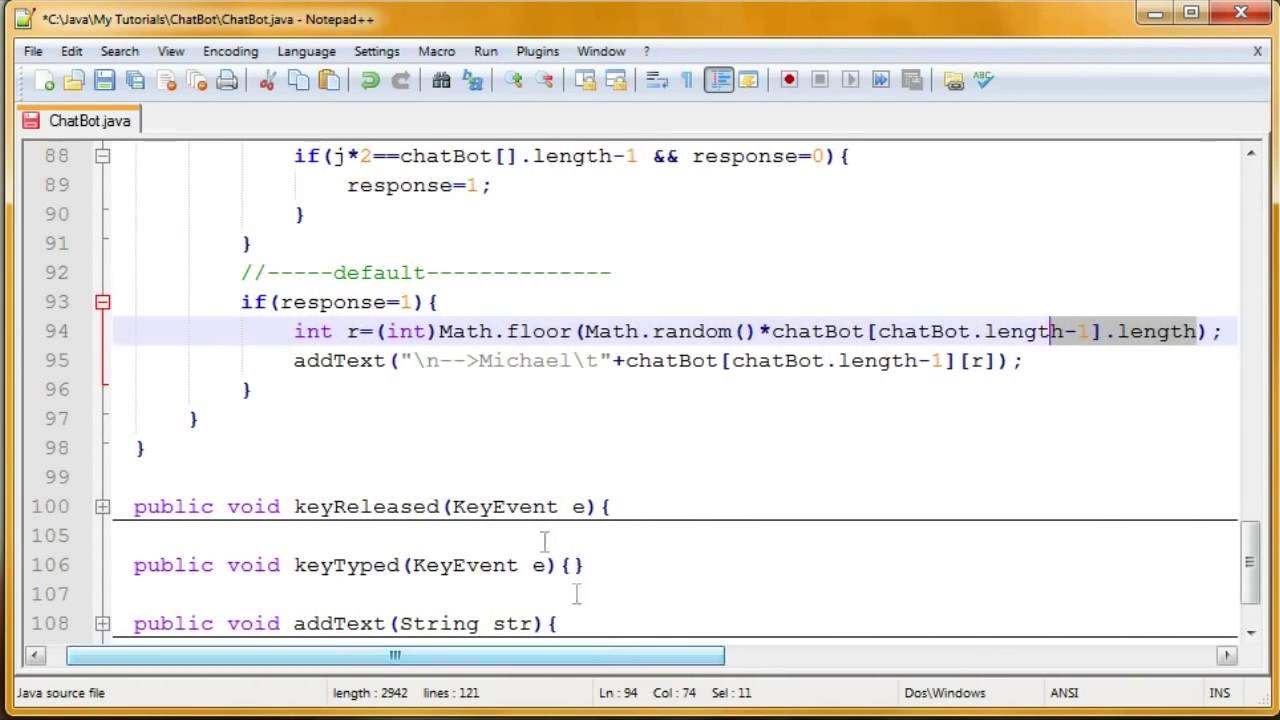 *C:\Java\My Tutorials\ChatBot\ChatBot.java - Notepad++
File Edit Search View Encoding Language Settings Macro Run Plugins Window ? X
ChatBot.java
88 if(j*2==chatBot[].length-1 && response=0){
89 response=1;
90 }
91 }
92 //-----default--------------
93 if(response=1){
94 int r=(int)Math.floor(Math.random()*chatBot[chatBot.length-1].length);
95 addText("\n-->Michael\t"+chatBot[chatBot.length-1][r]);
96 }
97 }
98 }
99
100 public void keyReleased(KeyEvent e){
105
106 public void keyTyped(KeyEvent e){}
107
108 public void addText(String str){
Java source file length : 2942 lines : 121 Ln : 94 Col : 74 Sel : 11 Dos\Windows ANSI INS